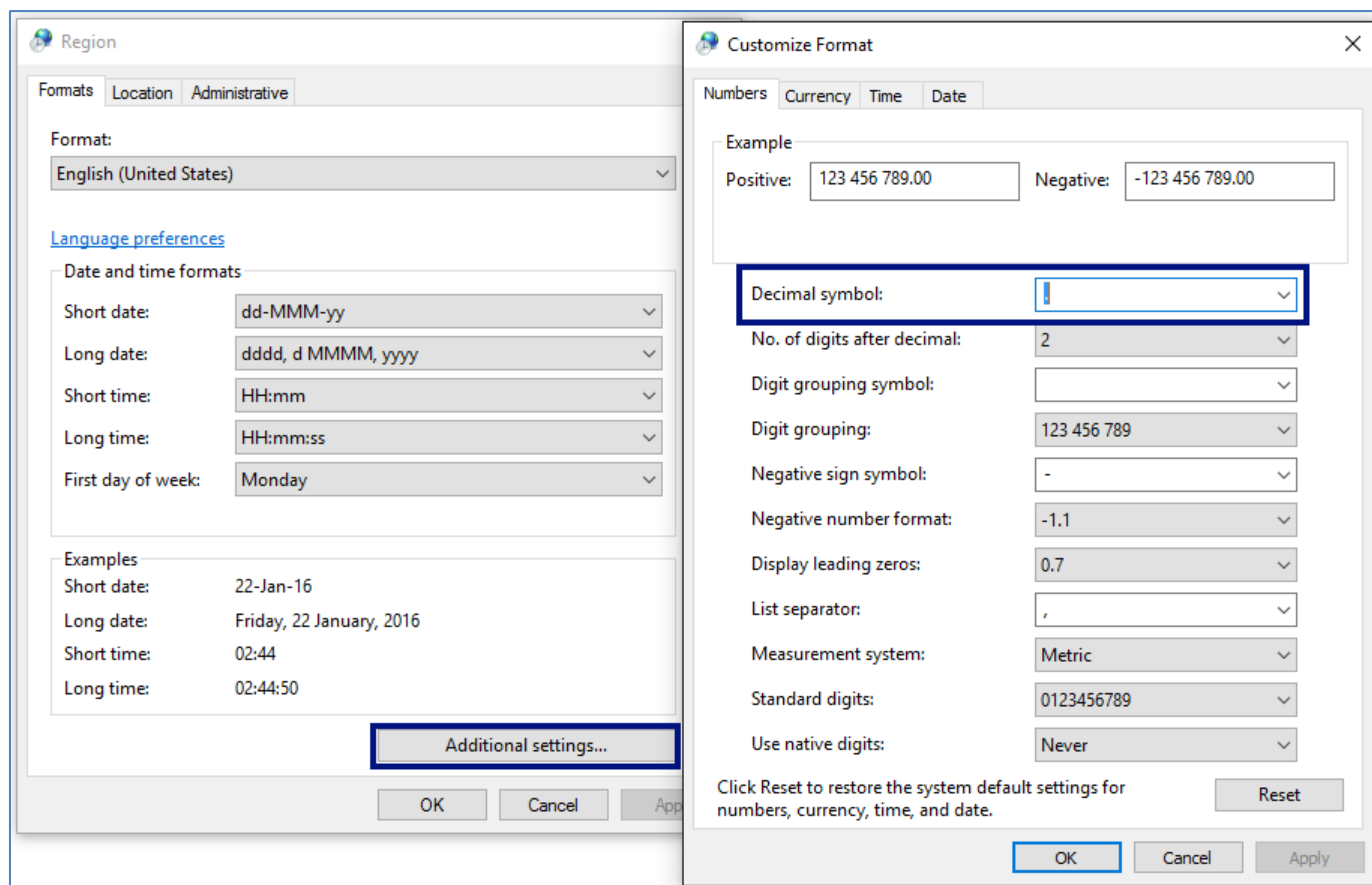 Region
Formats
Location
Administrative
Format:
English (United States)
Language preferences
Date and time formats
Short date:
dd-MMM-yy
Long date:
dddd, d MMMM, yyyy
Short time:
HH:mm
Long time:
HH:mm:ss
First day of week:
Monday
Examples
Short date:
22-Jan-16
Long date:
Friday, 22 January, 2016
Short time:
02:44
Long time:
02:44:50
Additional settings...
OK
Cancel
App
Customize Format
Numbers
Currency
Time
Date
Example
Positive:
123 456 789.00
Negative:
-123 456 789.00
Decimal symbol:
.
No. of digits after decimal:
2
Digit grouping symbol:
Digit grouping:
123 456 789
Negative sign symbol:
-
Negative number format:
-1.1
Display leading zeros:
0.7
List separator:
,
Measurement system:
Metric
Standard digits:
0123456789
Use native digits:
Never
Click Reset to restore the system default settings for
numbers, currency, time, and date.
Reset
OK
Cancel
Apply